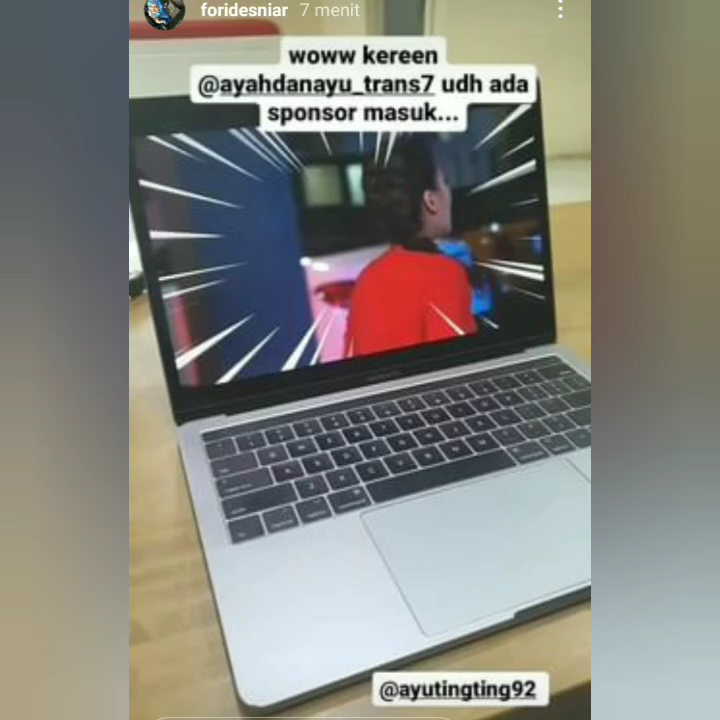 foridesniar 7 menit
woww kereen
@ayahdanayu_trans7 udh ada
sponsor masuk...
@ayutingting92